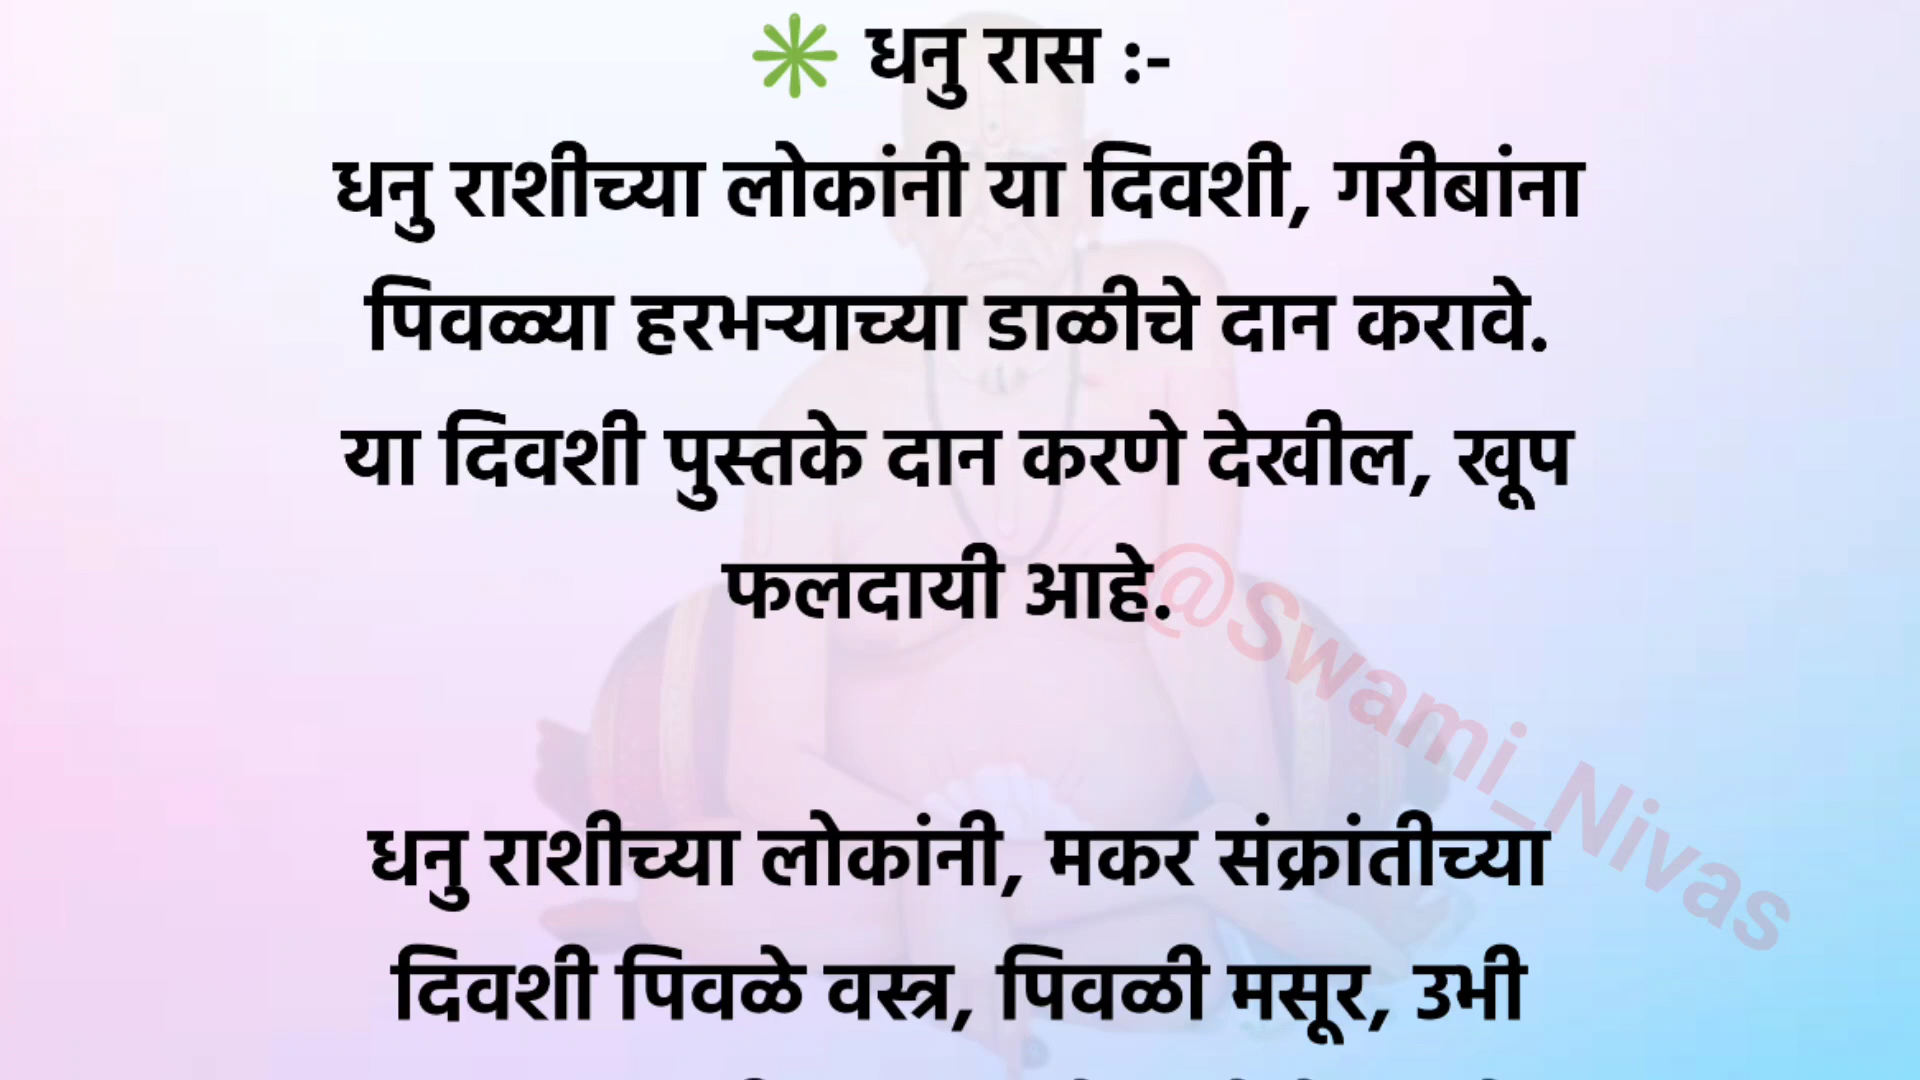 ✳ धनु रास :-
धनु राशीच्या लोकांनी या दिवशी, गरीबांना
पिवळ्या हरभऱ्याच्या डाळीचे दान करावे.
या दिवशी पुस्तके दान करणे देखील, खूप
फलदायी आहे.
धनु राशीच्या लोकांनी, मकर संक्रांतीच्या
दिवशी पिवळे वस्त्र, पिवळी मसूर, उभी
@Swami_Nivas